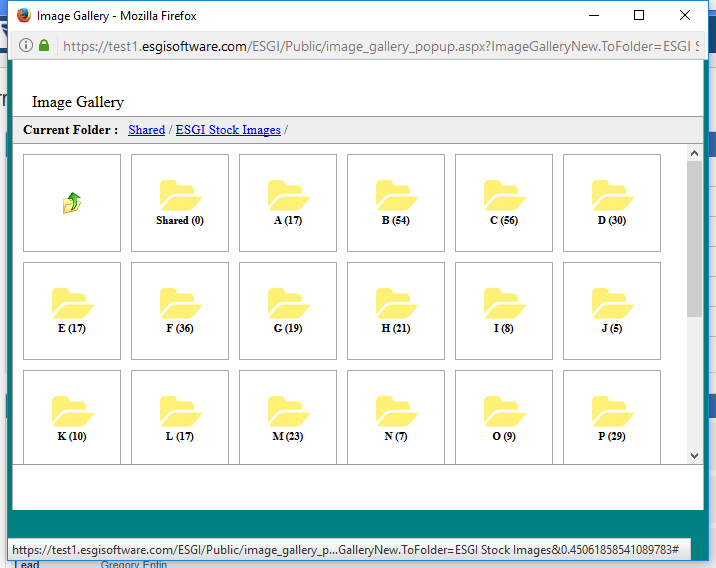 Image Gallery - Mozilla Firefox
https://test1.esgisoftware.com/ESGI/Public/image_gallery_popup.aspx?ImageGalleryNew.ToFolder=ESGI S
Image Gallery
Current Folder : Shared / ESGI Stock Images /
Shared (0) A (17) B (54) C (56) D (30)
E (17) F (36) G (19) H (21) I (8) J (5)
K (10) L (17) M (23) N (7) O (9) P (29)
https://test1.esgisoftware.com/ESGI/Public/image_gallery_p...GalleryNew.ToFolder=ESGI Stock Images&0.45061858541089783#
Lead Gregory Entin